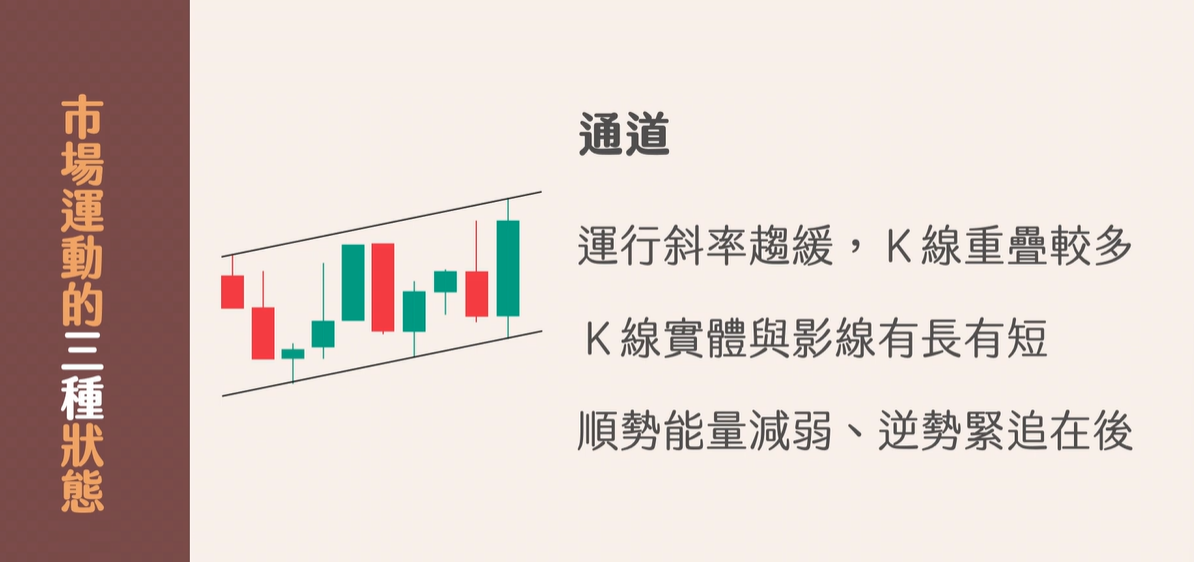 市場運動的三種狀態
通道
運行斜率趨緩，K線重疊較多
K線實體與影線有長有短
順勢能量減弱、逆勢緊追在後